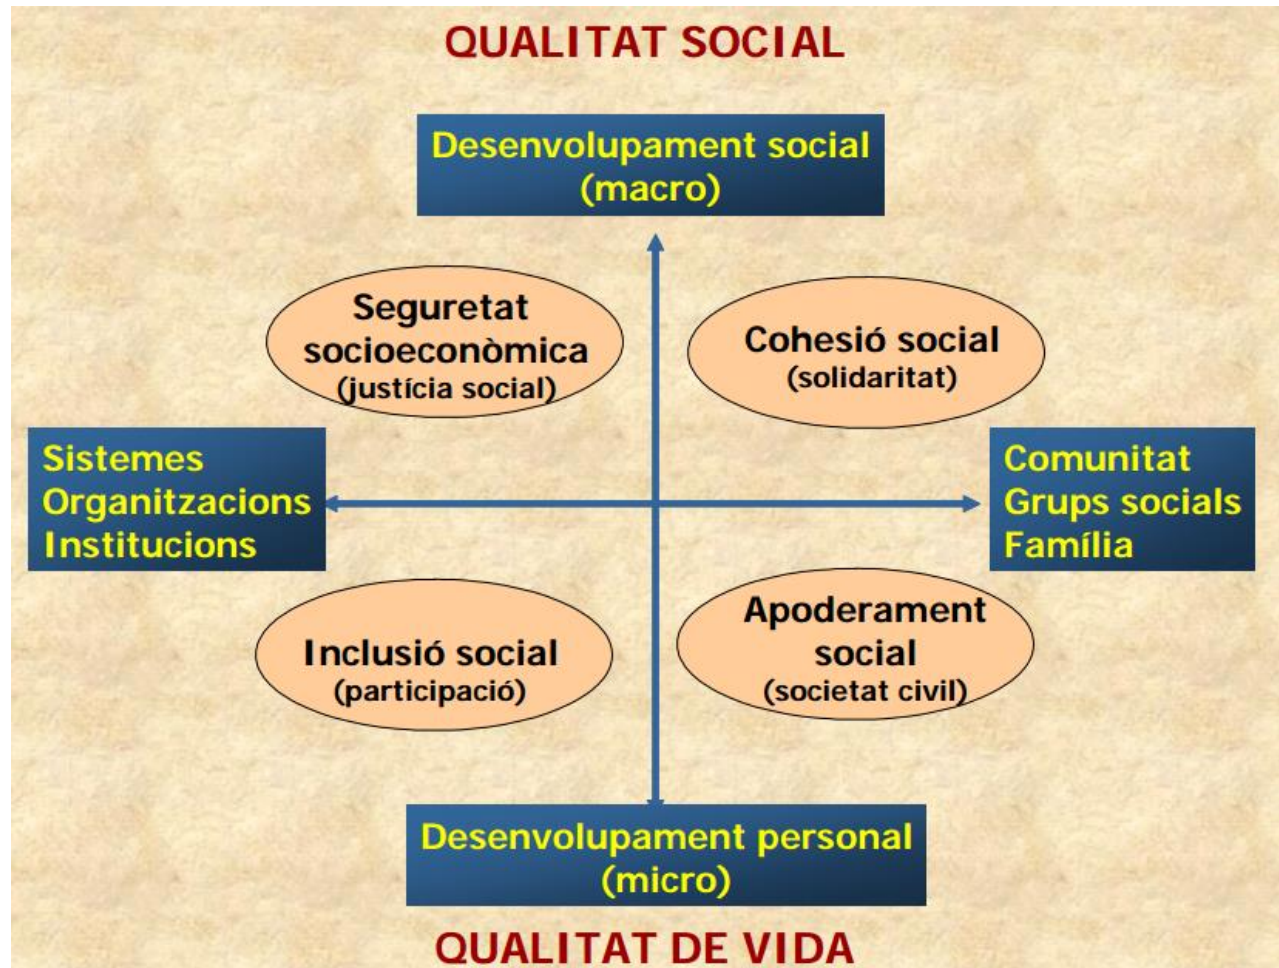 QUALITAT SOCIAL
Desenvolupament social
(macro)
Seguretat
socioeconòmica
(justícia social)
Cohesió social
(solidaritat)
Sistemes
Organitzacions
Institucions
Comunitat
Grups socials
Família
Inclusió social
(participació)
Apoderament
social
(societat civil)
Desenvolupament personal
(micro)
QUALITAT DE VIDA